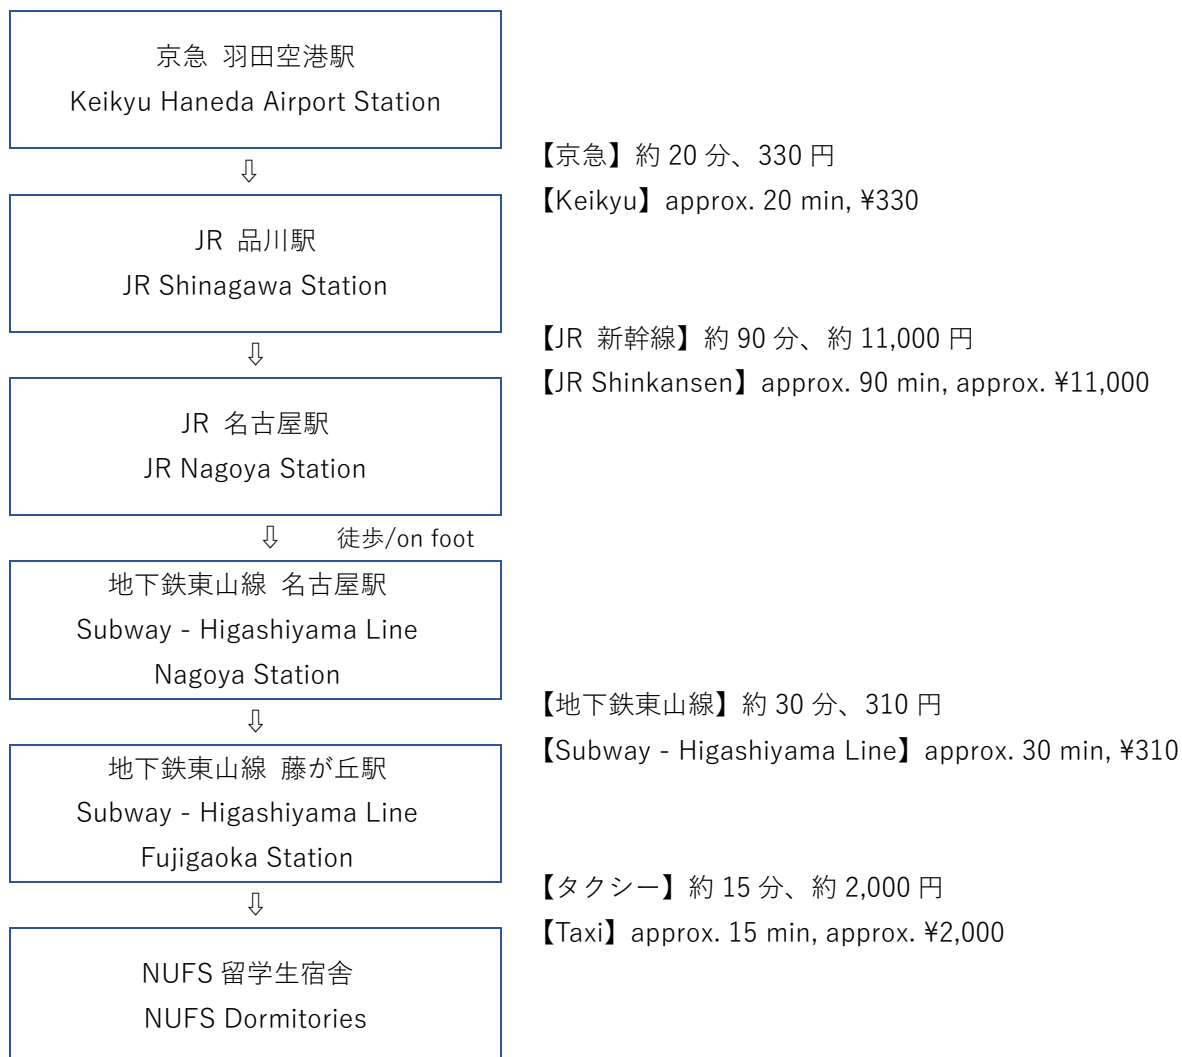 京急 羽田空港駅
Keikyu Haneda Airport Station
⇩
【京急】約 20 分、330 円
【Keikyu】approx. 20 min, ¥330
JR 品川駅
JR Shinagawa Station
⇩
【JR 新幹線】約 90 分、約 11,000 円
【JR Shinkansen】approx. 90 min, approx. ¥11,000
JR 名古屋駅
JR Nagoya Station
⇩ 徒歩/on foot
地下鉄東山線 名古屋駅
Subway - Higashiyama Line
Nagoya Station
⇩
【地下鉄東山線】約 30 分、310 円
【Subway - Higashiyama Line】approx. 30 min, ¥310
地下鉄東山線 藤が丘駅
Subway - Higashiyama Line
Fujigaoka Station
⇩
【タクシー】約 15 分、約 2,000 円
【Taxi】approx. 15 min, approx. ¥2,000
NUFS 留学生宿舎
NUFS Dormitories